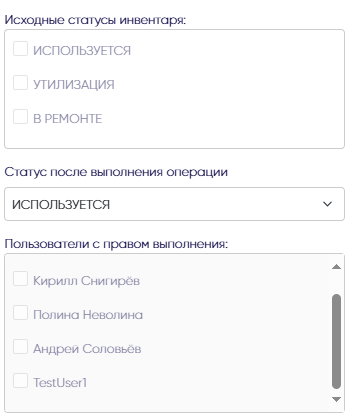 Исходные статусы инвентаря:
ИСПОЛЬЗУЕТСЯ
УТИЛИЗАЦИЯ
В РЕМОНТЕ
Статус после выполнения операции
ИСПОЛЬЗУЕТСЯ
Пользователи с правом выполнения:
Кирилл Снигирёв
Полина Неволина
Андрей Соловьёв
TestUser1